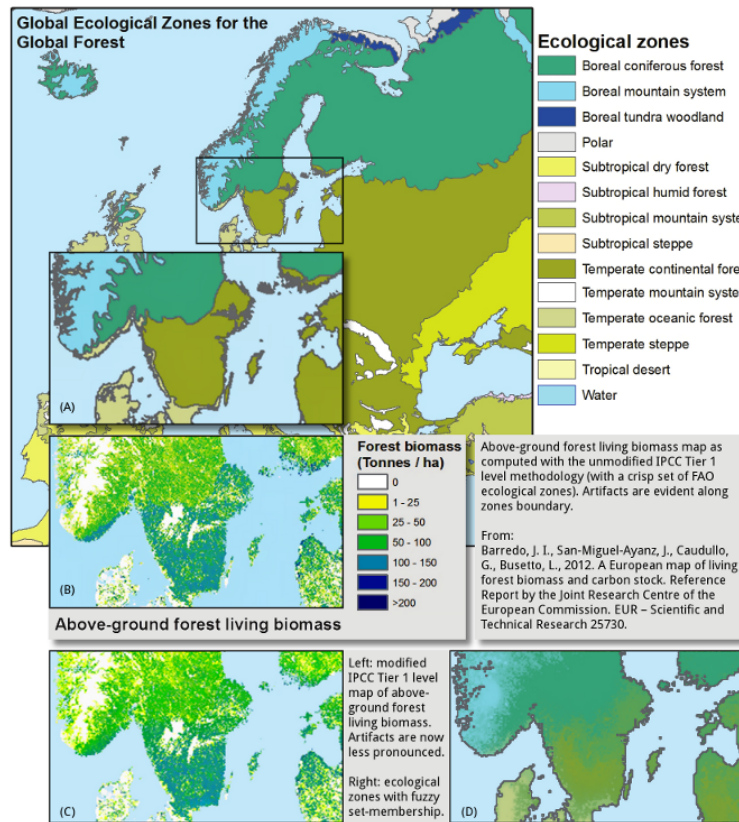 Global Ecological Zones for the
Global Forest
Ecological zones
Boreal coniferous forest
Boreal mountain system
Boreal tundra woodland
Polar
Subtropical dry forest
Subtropical humid forest
Subtropical mountain syste
Subtropical steppe
Temperate continental fore
Temperate mountain syste
Temperate oceanic forest
Temperate steppe
Tropical desert
Water
(A)
Forest biomass
(Tonnes / ha)
0
1 - 25
25 - 50
50 - 100
100 - 150
150 - 200
>200
(B)
Above-ground forest living biomass
Above-ground forest living biomass map as
computed with the unmodified IPCC Tier 1
level methodology (with a crisp set of FAO
ecological zones). Artifacts are evident along
zones boundary.
From:
Barredo, J. I., San-Miguel-Ayanz, J., Caudullo,
G., Busetto, L., 2012. A European map of living
forest biomass and carbon stock. Reference
Report by the Joint Research Centre of the
European Commission. EUR – Scientific and
Technical Research 25730.
Left: modified
IPCC Tier 1 level
map of above-
ground forest
living biomass.
Artifacts are now
less pronounced.
Right: ecological
zones with fuzzy
set-membership.
(C)
(D)